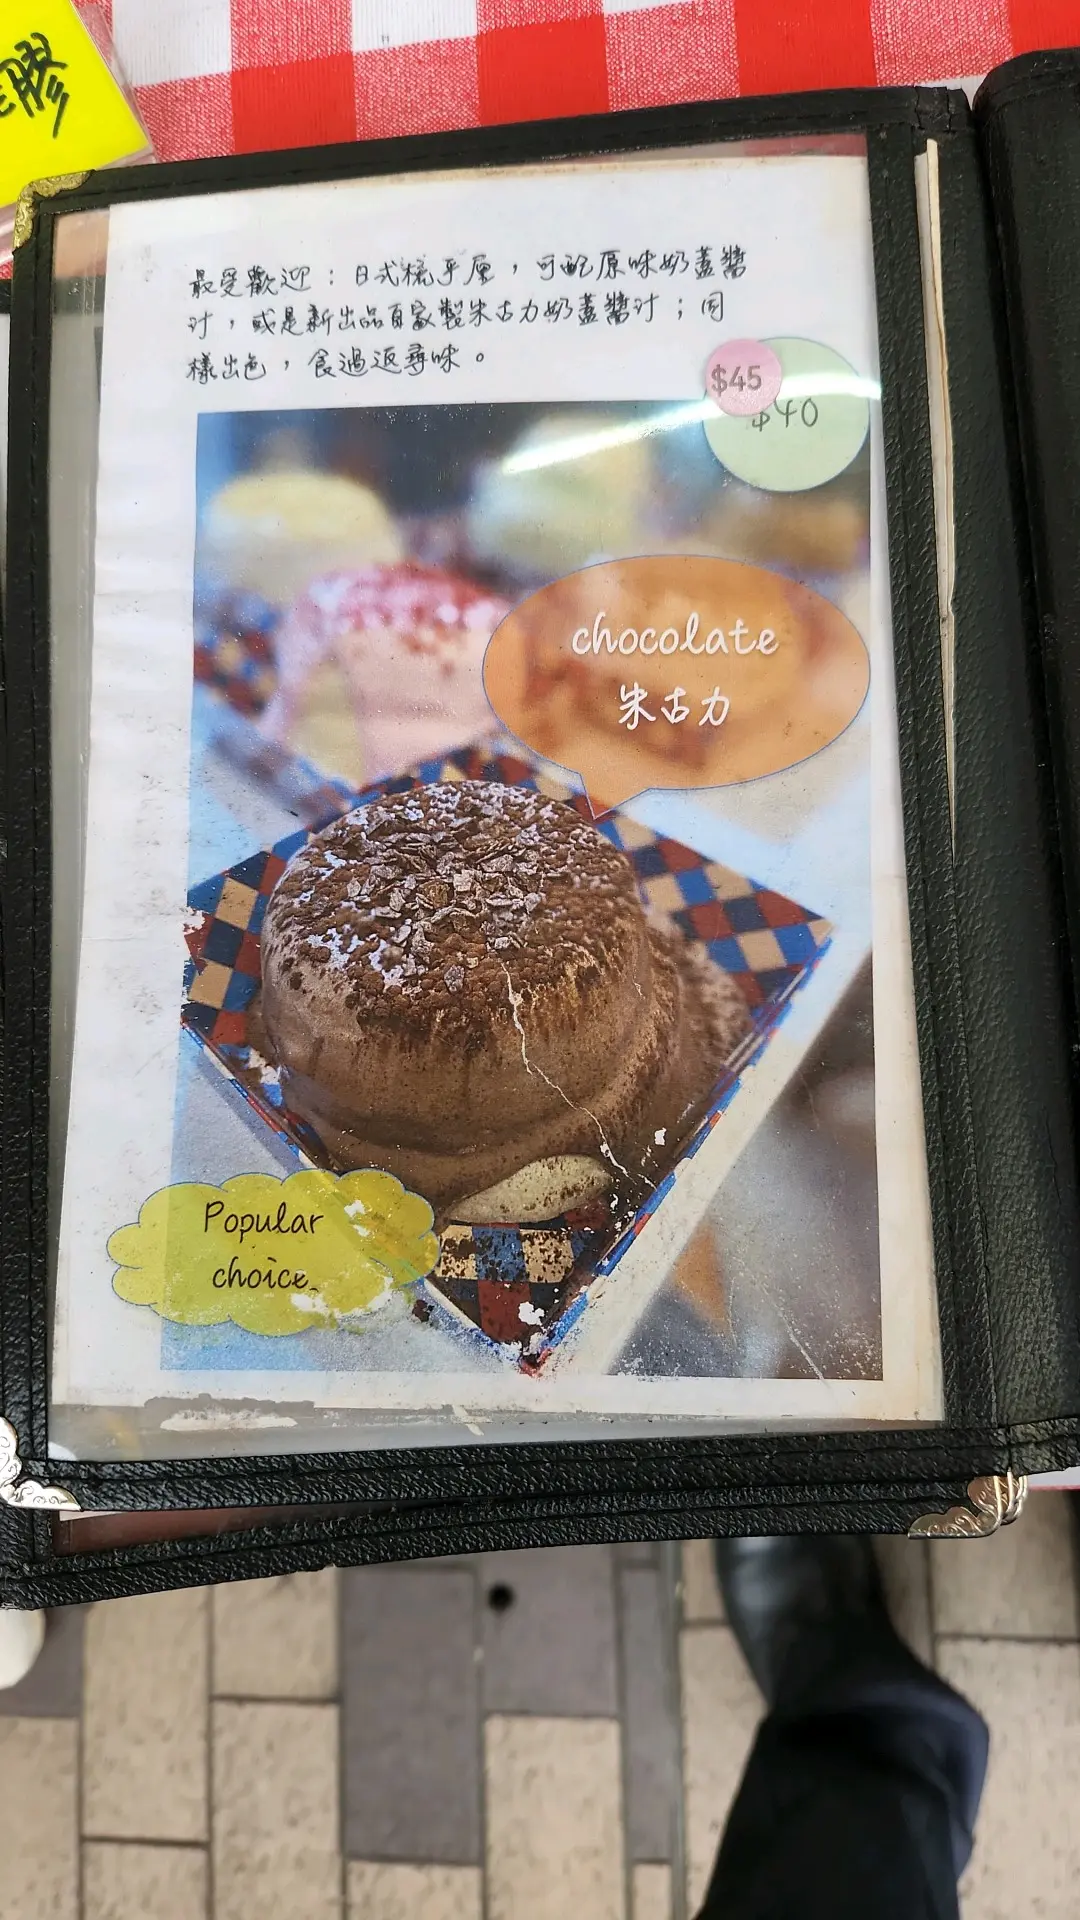 膠
最受歡迎：日式梳乎厘，可配原味奶蓋醬
汁，或是新出品自家製朱古力奶蓋醬汁；同
樣出色，食過返尋味。
$45
$40
chocolate
朱古力
Popular
choice